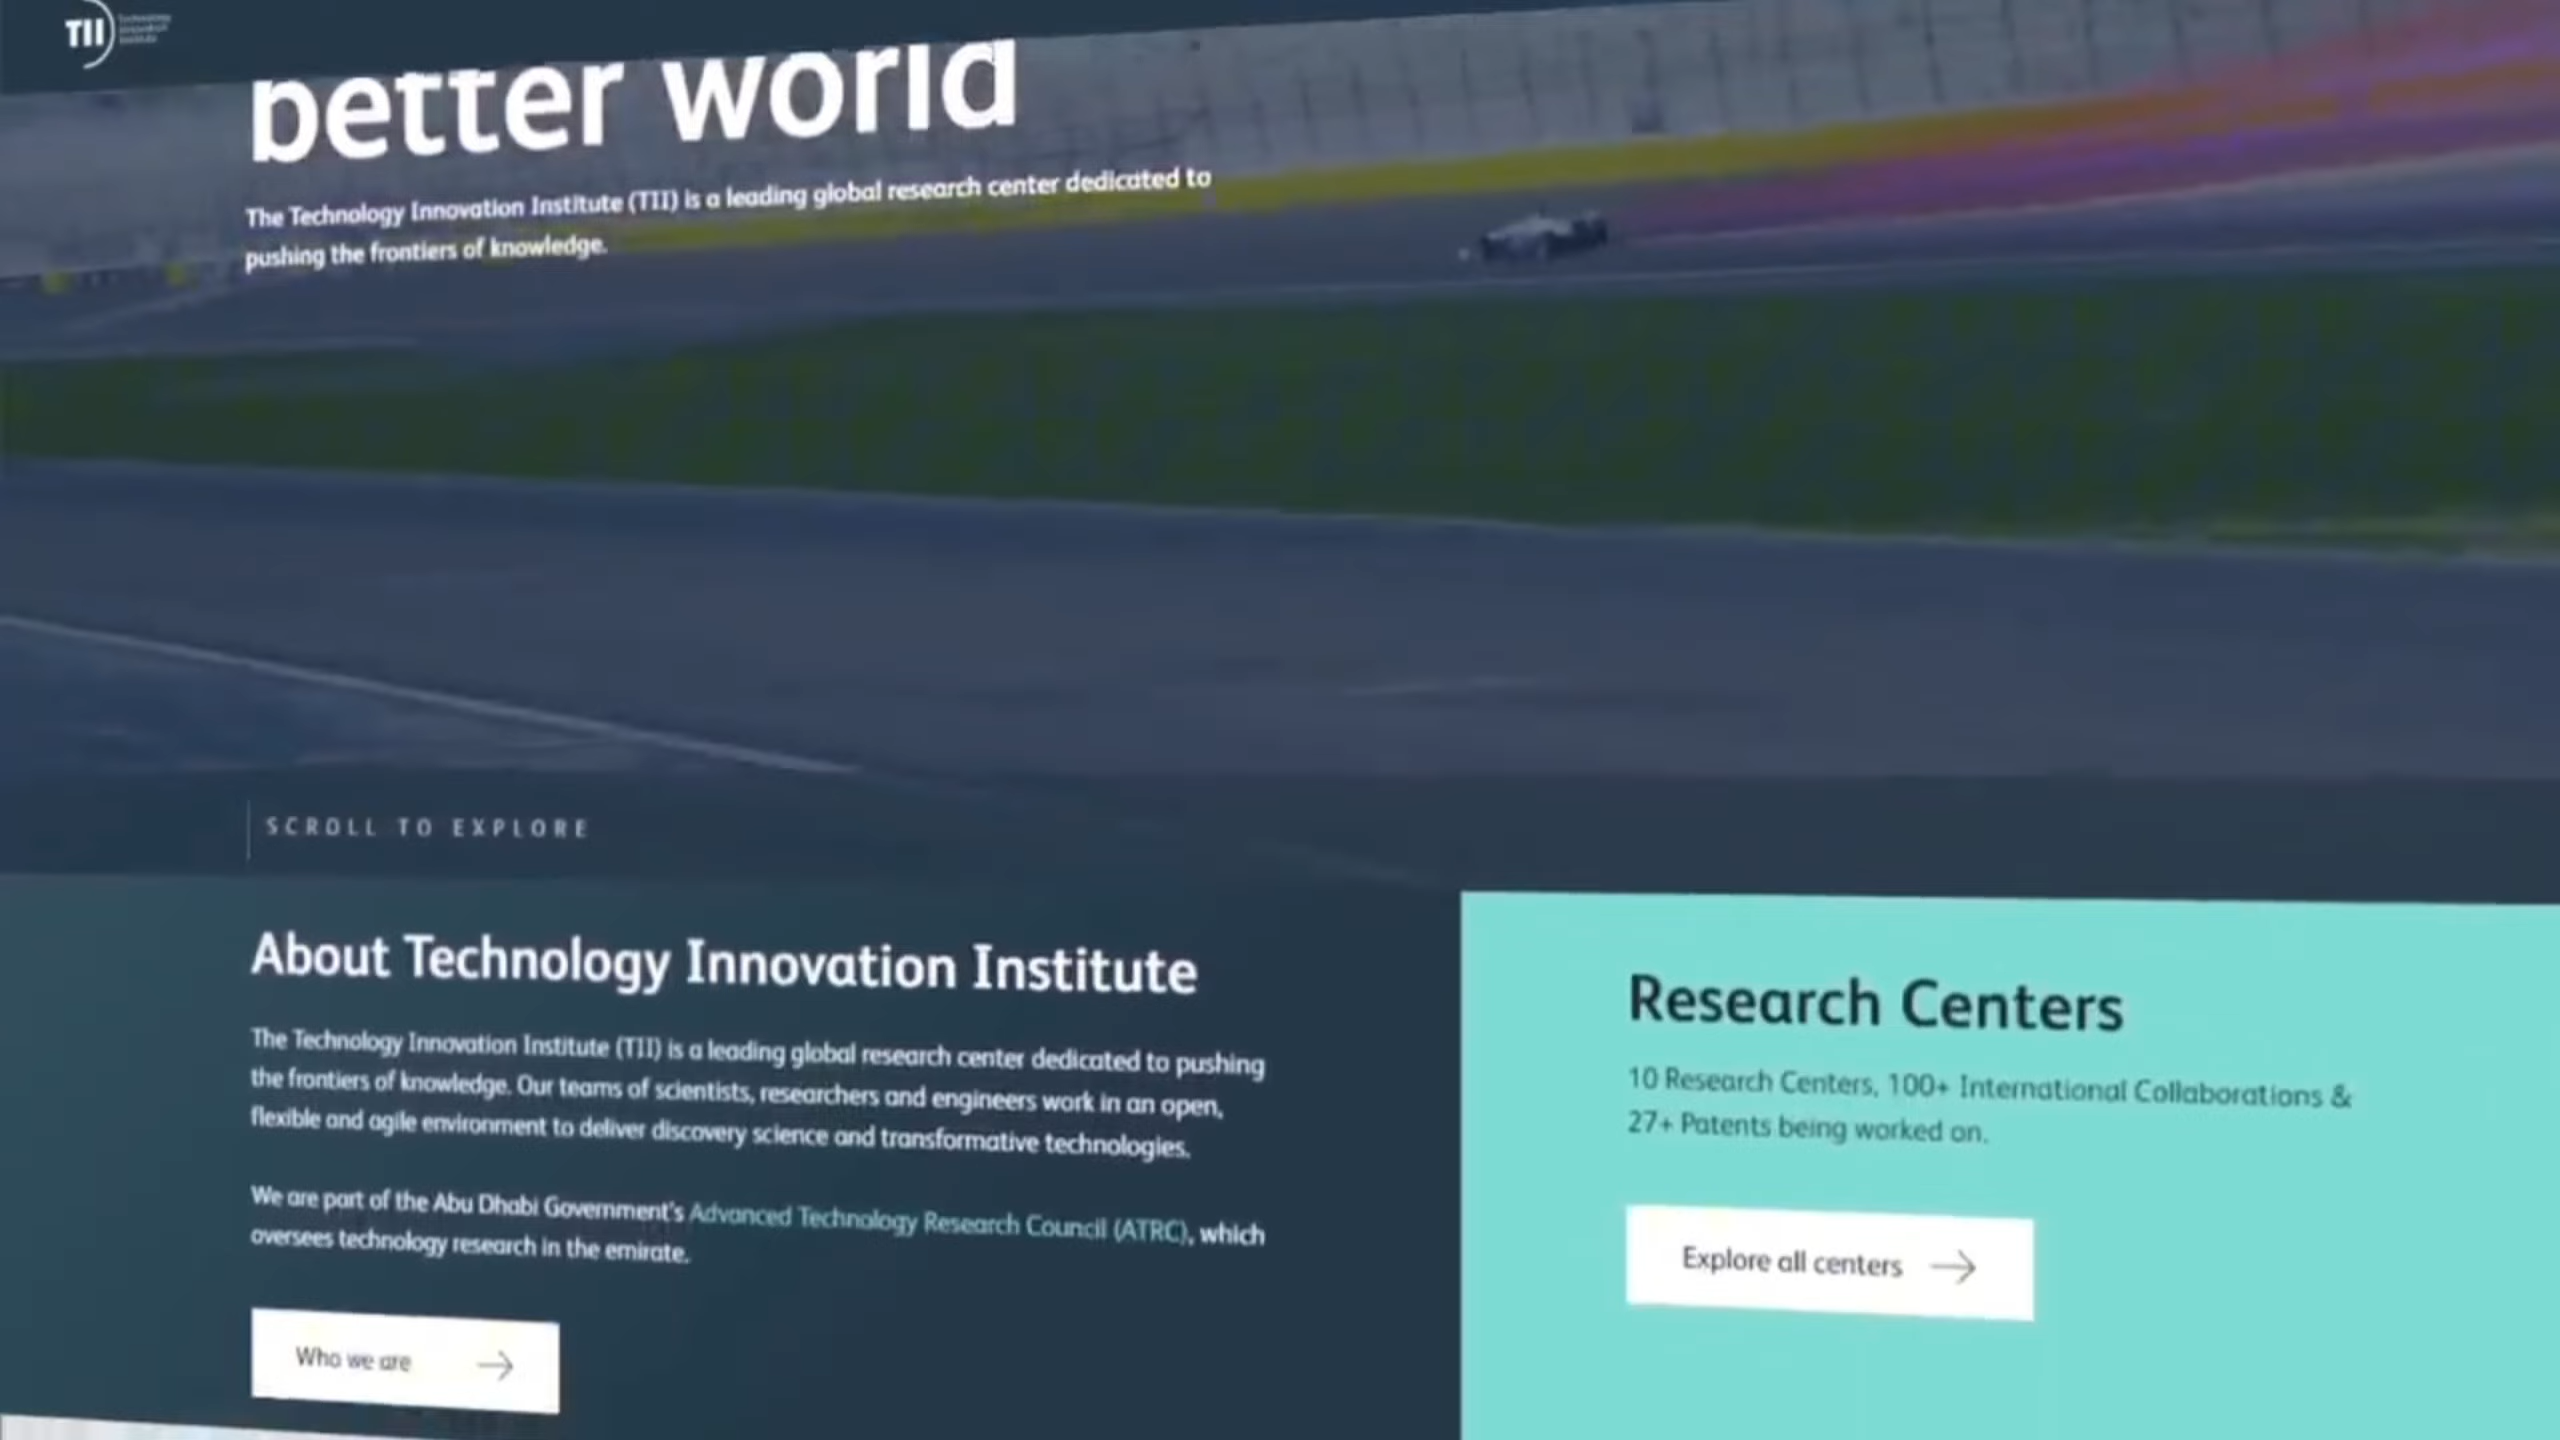 TII Technology
Innovation
Institute
better world
The Technology Innovation Institute (TII) is a leading global research center dedicated to
pushing the frontiers of knowledge.
SCROLL TO EXPLORE
About Technology Innovation Institute
The Technology Innovation Institute (TII) is a leading global research center dedicated to pushing
the frontiers of knowledge. Our teams of scientists, researchers and engineers work in an open,
flexible and agile environment to deliver discovery science and transformative technologies.
We are part of the Abu Dhabi Government's Advanced Technology Research Council (ATRC), which
oversees technology research in the emirate.
Who we are
Research Centers
10 Research Centers, 100+ International Collaborations &
27+ Patents being worked on.
Explore all centers